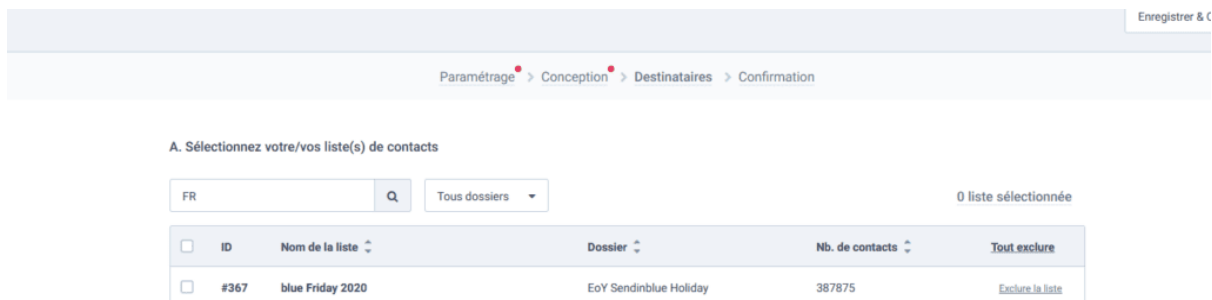 Enregistrer & 
Paramétrage > Conception > Destinataires > Confirmation
A. Sélectionnez votre/vos liste(s) de contacts
FR Tous dossiers 0 liste sélectionnée
ID Nom de la liste Dossier Nb. de contacts Tout exclure
#367 blue Friday 2020 EoY Sendinblue Holiday 387875 Exclure la liste